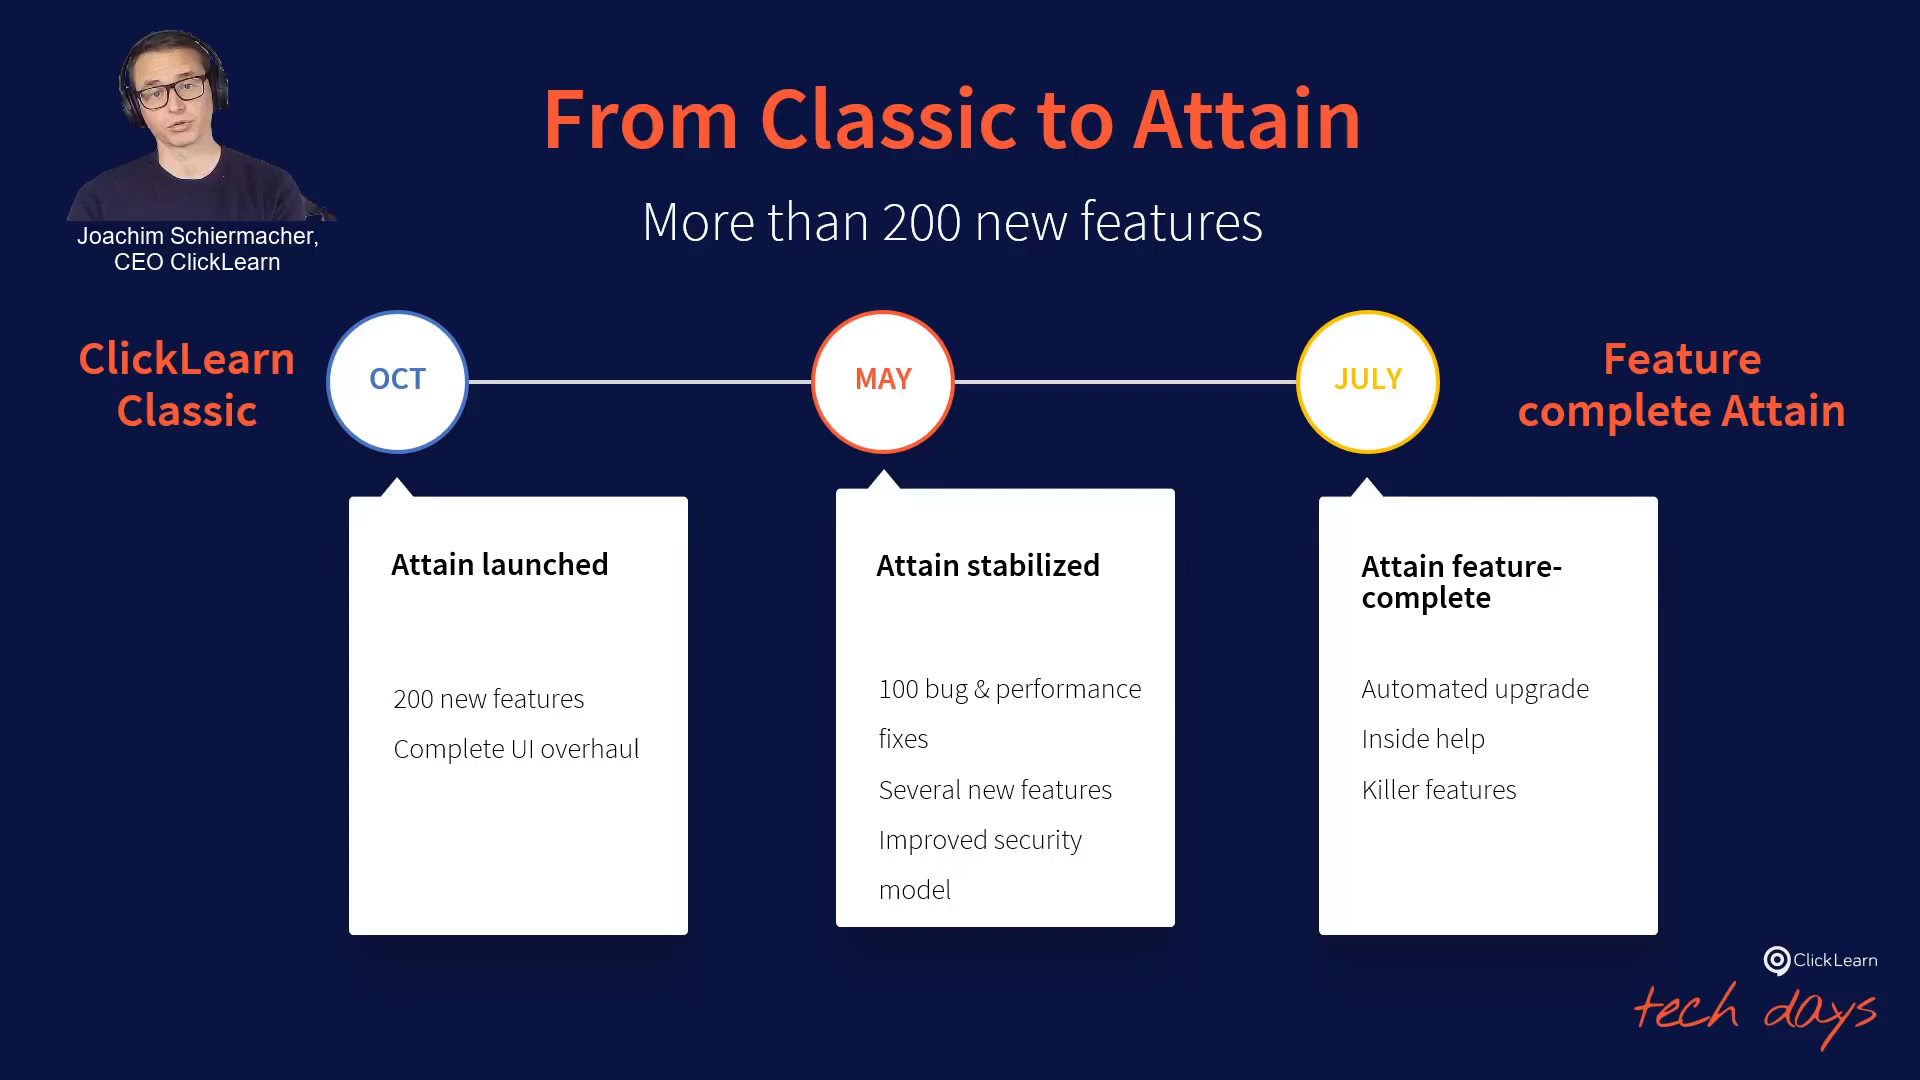 From Classic to Attain
More than 200 new features
Joachim Schiermacher,
CEO ClickLearn
ClickLearn
Classic
OCT
MAY
JULY
Feature
complete Attain
Attain launched
200 new features
Complete UI overhaul
Attain stabilized
100 bug & performance
fixes
Several new features
Improved security
model
Attain feature-
complete
Automated upgrade
Inside help
Killer features
ClickLearn
tech days